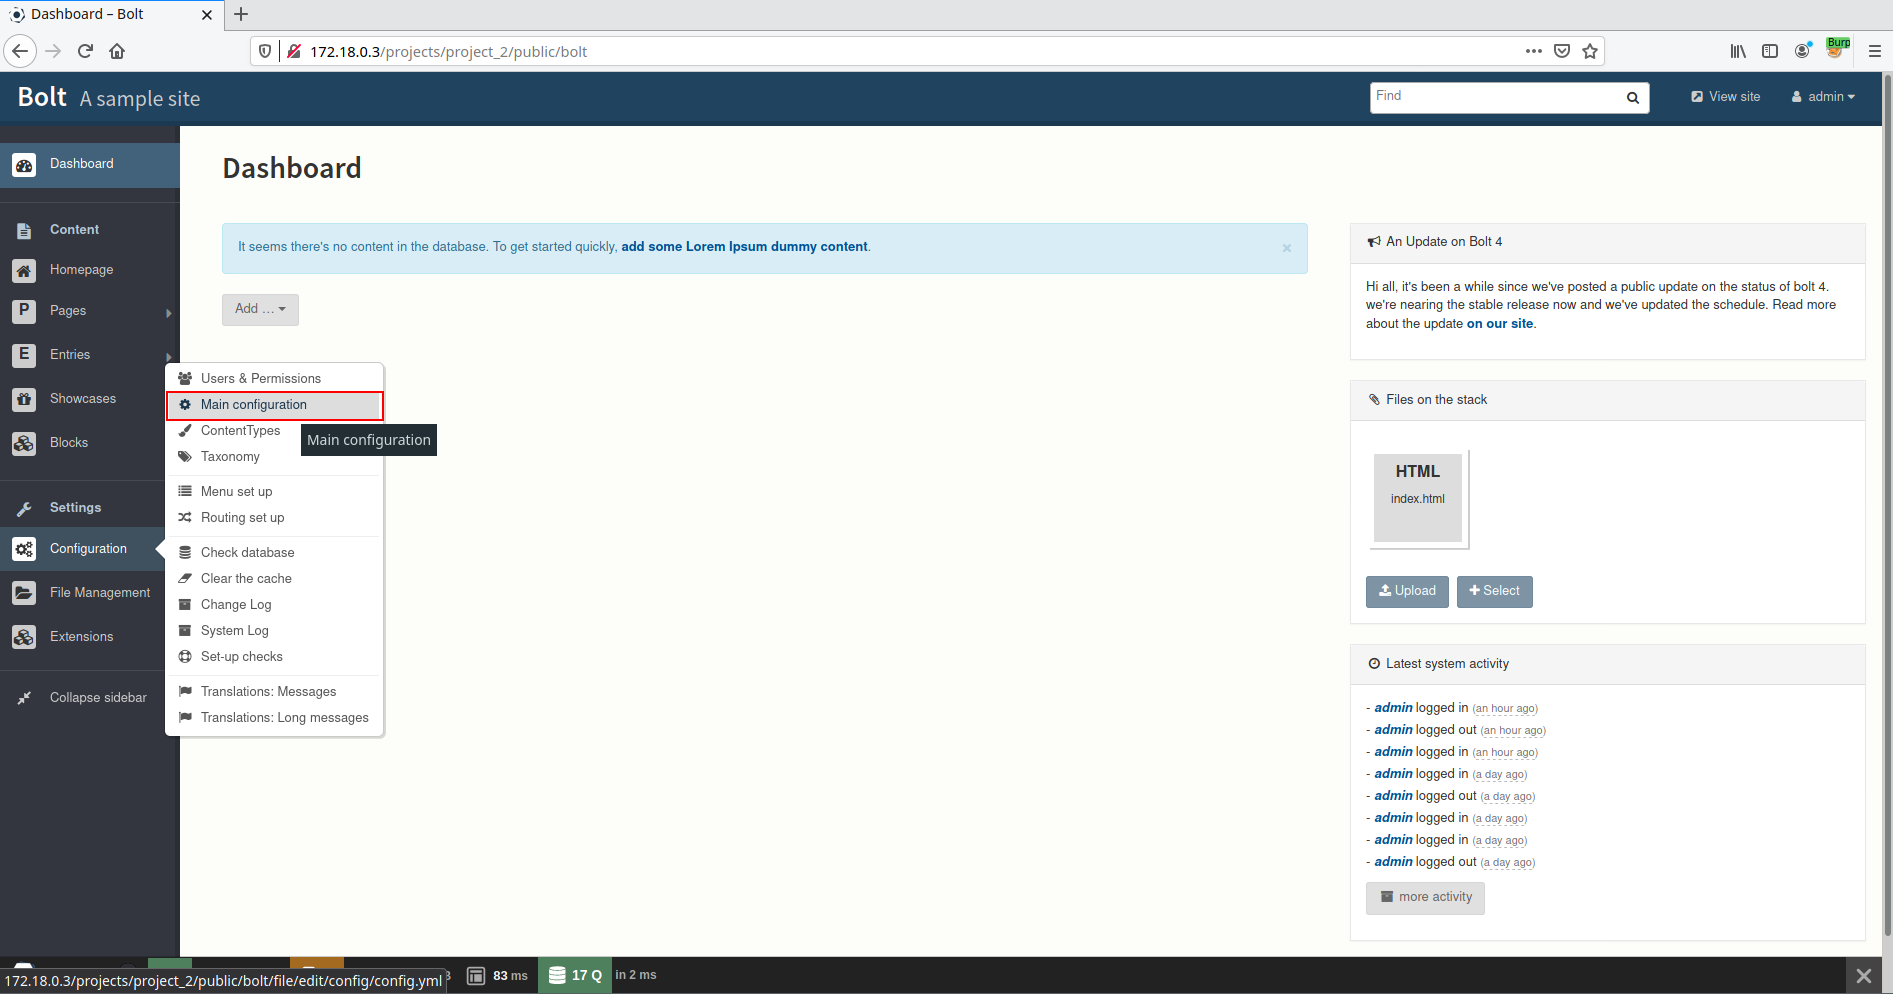 Dashboard – Bolt
172.18.0.3/projects/project_2/public/bolt
Burp
Bolt A sample site
Find
View site
admin
Dashboard
Content
Homepage
P Pages
E Entries
Showcases
Blocks
Settings
Configuration
File Management
Extensions
Collapse sidebar
Users & Permissions
Main configuration
ContentTypes
Main configuration
Taxonomy
Menu set up
Routing set up
Check database
Clear the cache
Change Log
System Log
Set-up checks
Translations: Messages
Translations: Long messages
Dashboard
It seems there's no content in the database. To get started quickly, add some Lorem Ipsum dummy content.
Add ...
An Update on Bolt 4
Hi all, it's been a while since we've posted a public update on the status of bolt 4.
we're nearing the stable release now and we've updated the schedule. Read more
about the update on our site.
Files on the stack
HTML
index.html
Upload
Select
Latest system activity
- admin logged in (an hour ago)
- admin logged out (an hour ago)
- admin logged in (an hour ago)
- admin logged in (a day ago)
- admin logged out (a day ago)
- admin logged in (a day ago)
- admin logged in (a day ago)
- admin logged out (a day ago)
more activity
172.18.0.3/projects/project_2/public/bolt/file/edit/config/config.yml
83 ms
17 Q in 2 ms